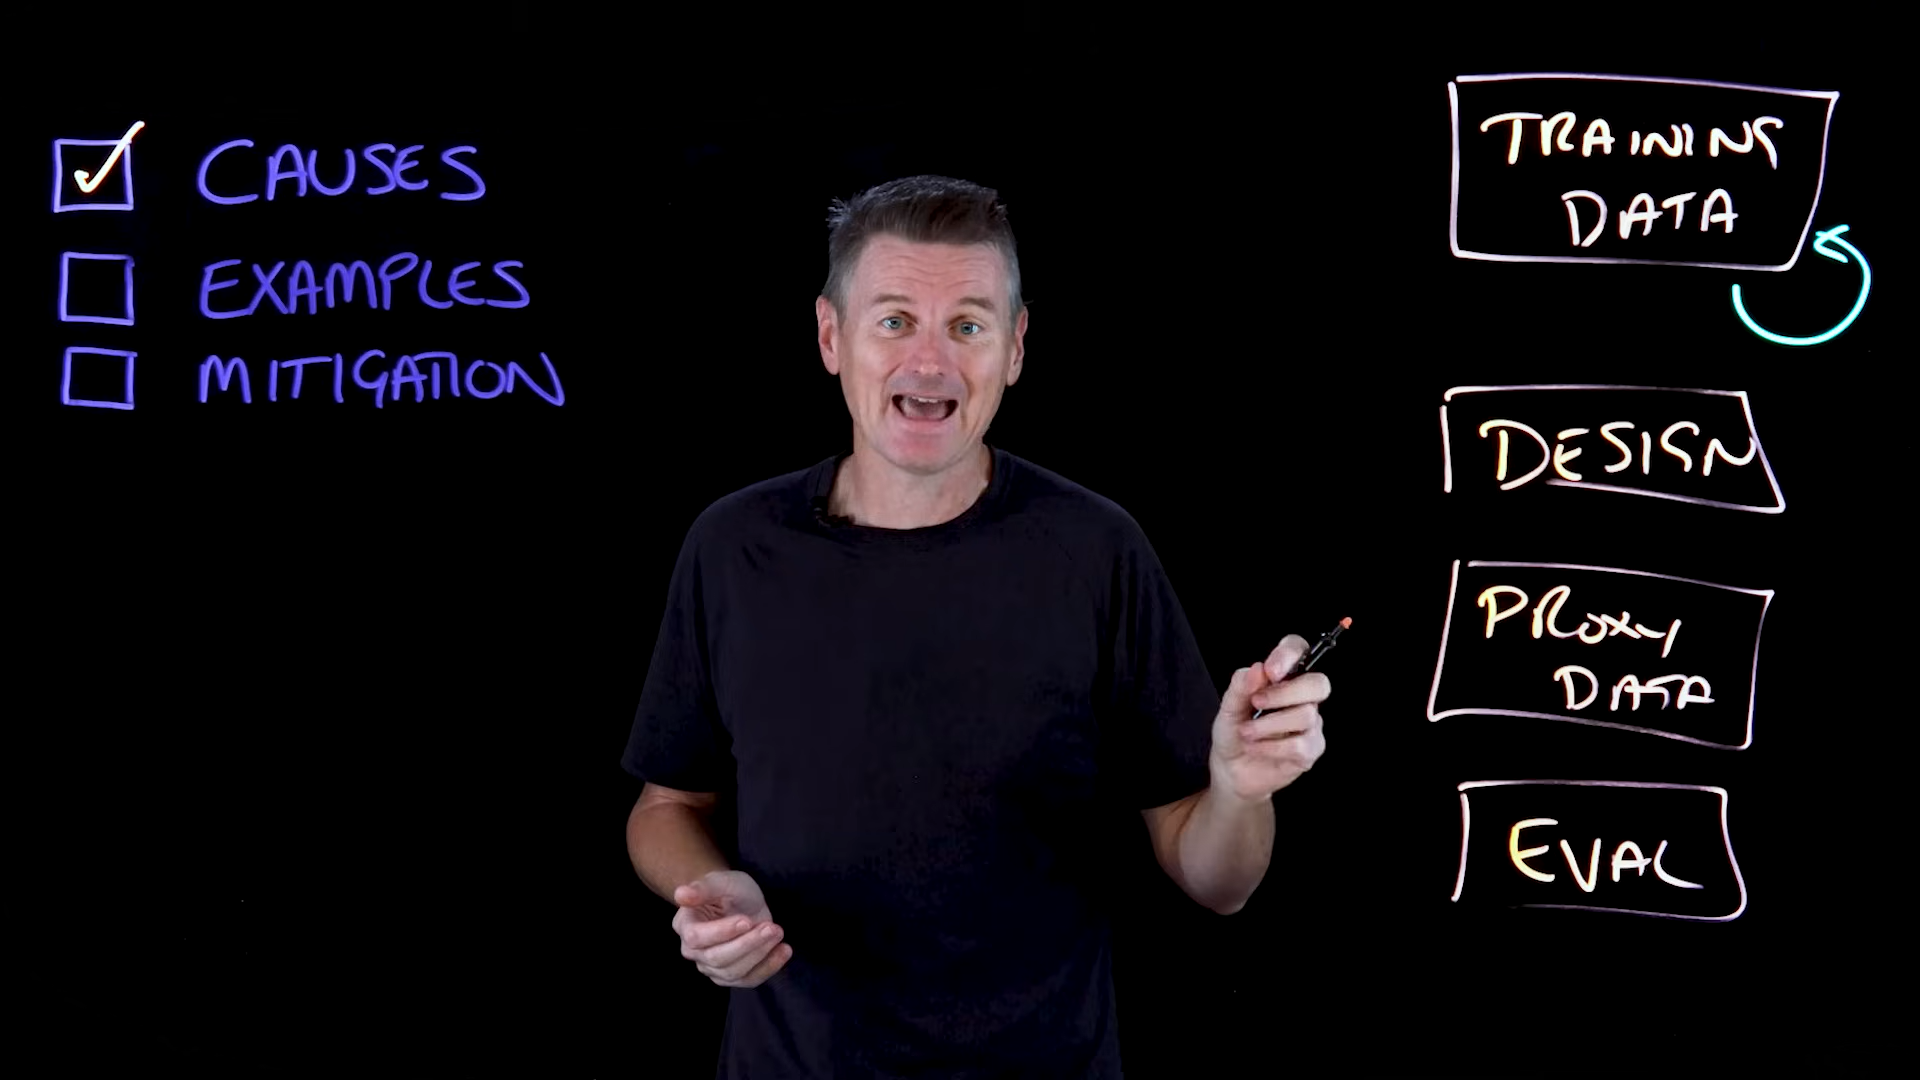 CAUSES
EXAMPLES
MITIGATION
TRAINING
DATA
DESIGN
PROXY
DATA
EVAL